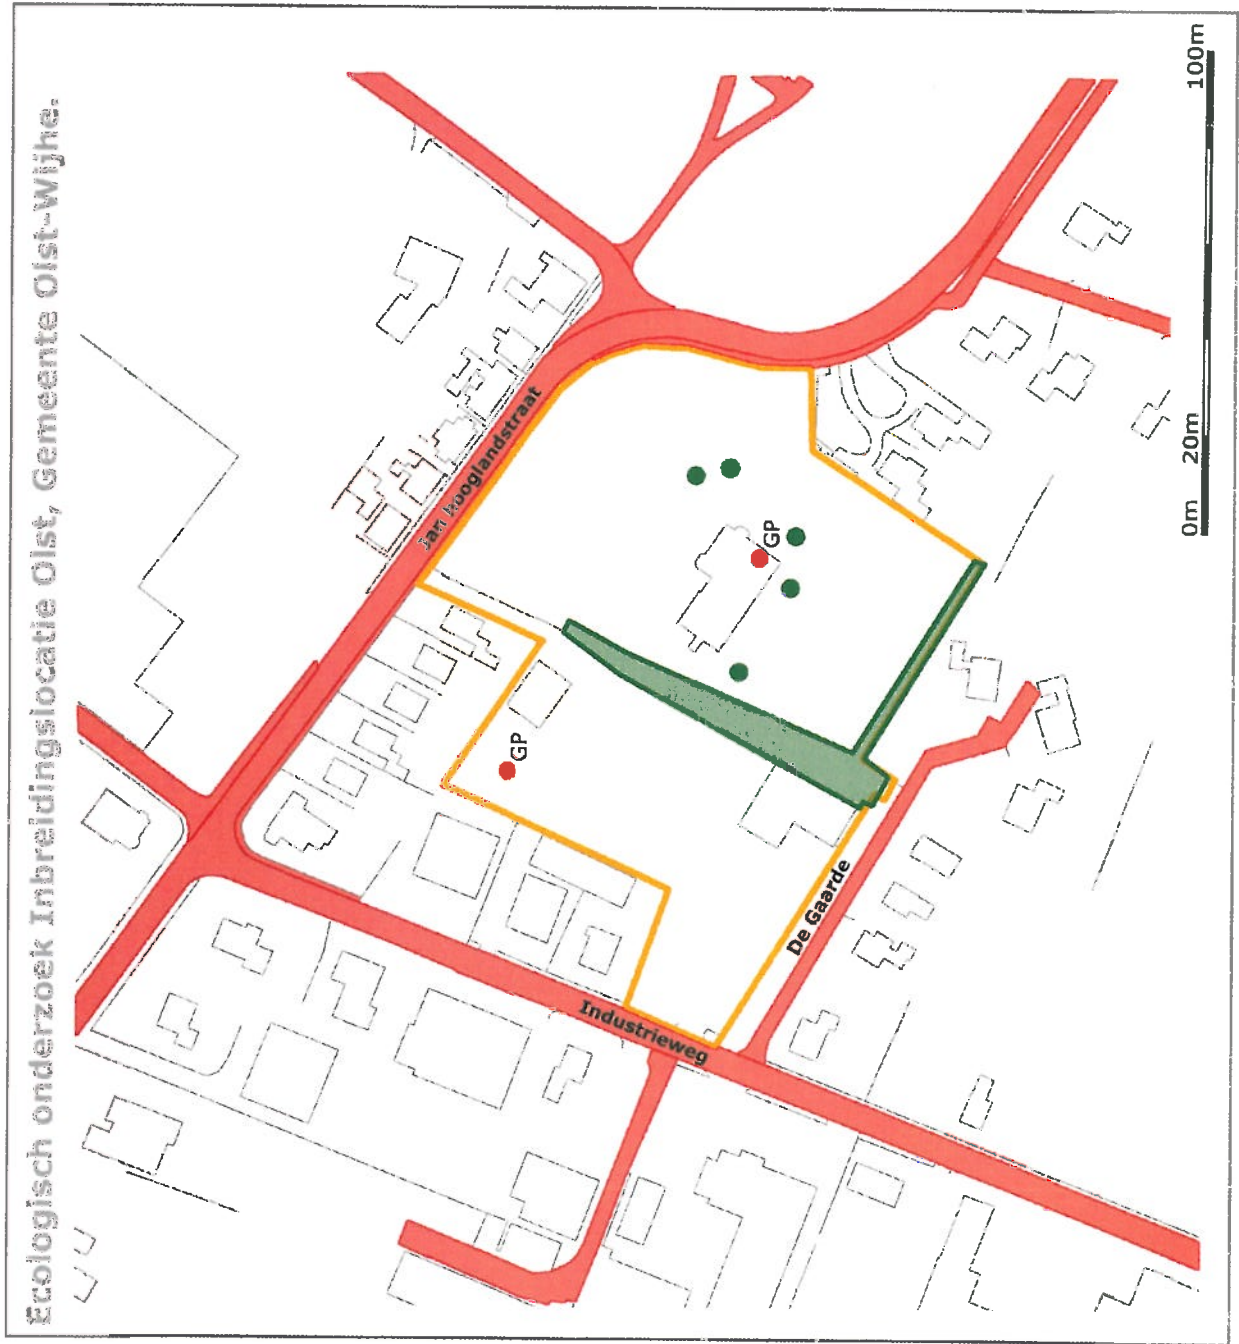 Ecologisch onderzoek Inbreidingslocatie Olst, Gemeente Olst-Wijhe.
Jan Hooglandstraat
GP
GP
De Gaarde
Industrieweg
0m 20m 100m